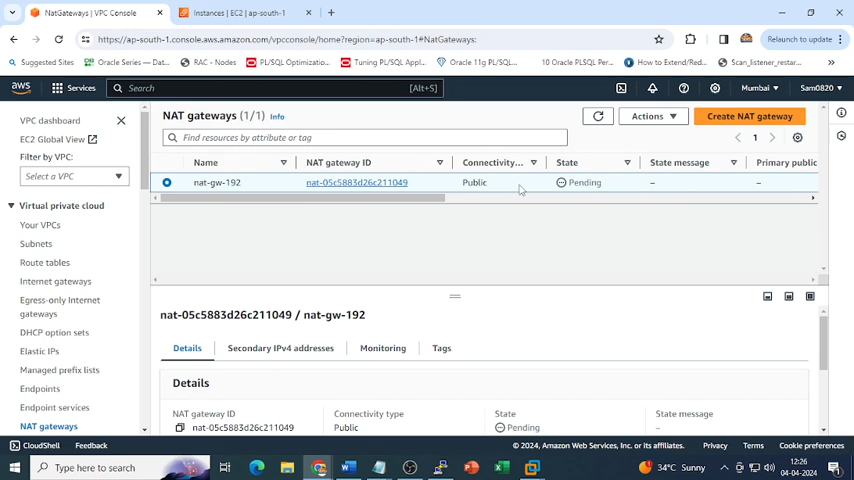 NatGateways | VPC Console
Instances | EC2 | ap-south-1
https://ap-south-1.console.aws.amazon.com/vpcconsole/home?region=ap-south-1#NatGateways:
Relaunch to update
Suggested Sites
Oracle Series — Dat...
RAC - Nodes
PL/SQL Optimizatio...
Tuning PL/SQL Appl...
Oracle 11g PL/SQL/...
10 Oracle PLSQL Per...
How to Design Effe...
Scan_listener_restar...
aws
Services
Search
[Alt+S]
Mumbai
Sam0820
VPC dashboard
EC2 Global View
Filter by VPC:
Select a VPC
Virtual private cloud
Your VPCs
Subnets
Route tables
Internet gateways
Egress-only Internet
gateways
DHCP option sets
Elastic IPs
Managed prefix lists
Endpoints
Endpoint services
NAT gateways
NAT gateways (1/1) Info
Actions
Create NAT gateway
Find resources by attribute or tag
1
Name
NAT gateway ID
Connectivity...
State
State message
Primary public
nat-gw-192
nat-05c5883d26c211049
Public
Pending
–
–
nat-05c5883d26c211049 / nat-gw-192
Details
Secondary IPv4 addresses
Monitoring
Tags
Details
NAT gateway ID
Connectivity type
State
State message
nat-05c5883d26c211049
Public
Pending
–
CloudShell
Feedback
© 2024, Amazon Web Services, Inc. or its affiliates.
Privacy
Terms
Cookie preferences
Type here to search
34°C Sunny
12:26
04-04-2024
1